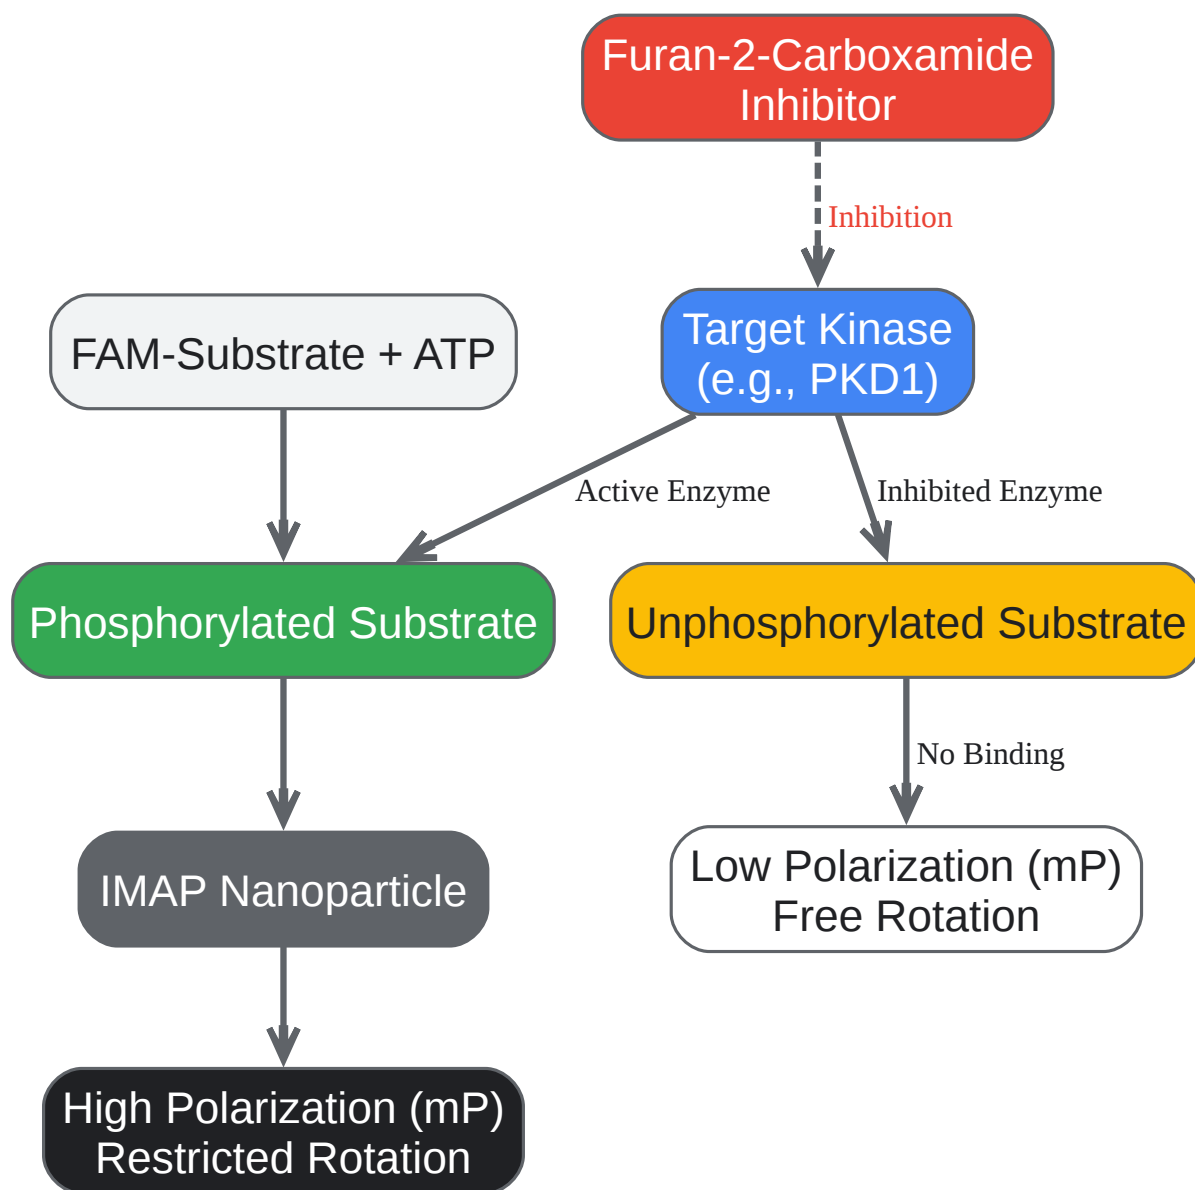 Furan-2-Carboxamide
Inhibitor
Inhibition
FAM-Substrate + ATP
Target Kinase
(e.g., PKD1)
Active Enzyme
Inhibited Enzyme
Phosphorylated Substrate
Unphosphorylated Substrate
No Binding
IMAP Nanoparticle
Low Polarization (mP)
Free Rotation
High Polarization (mP)
Restricted Rotation